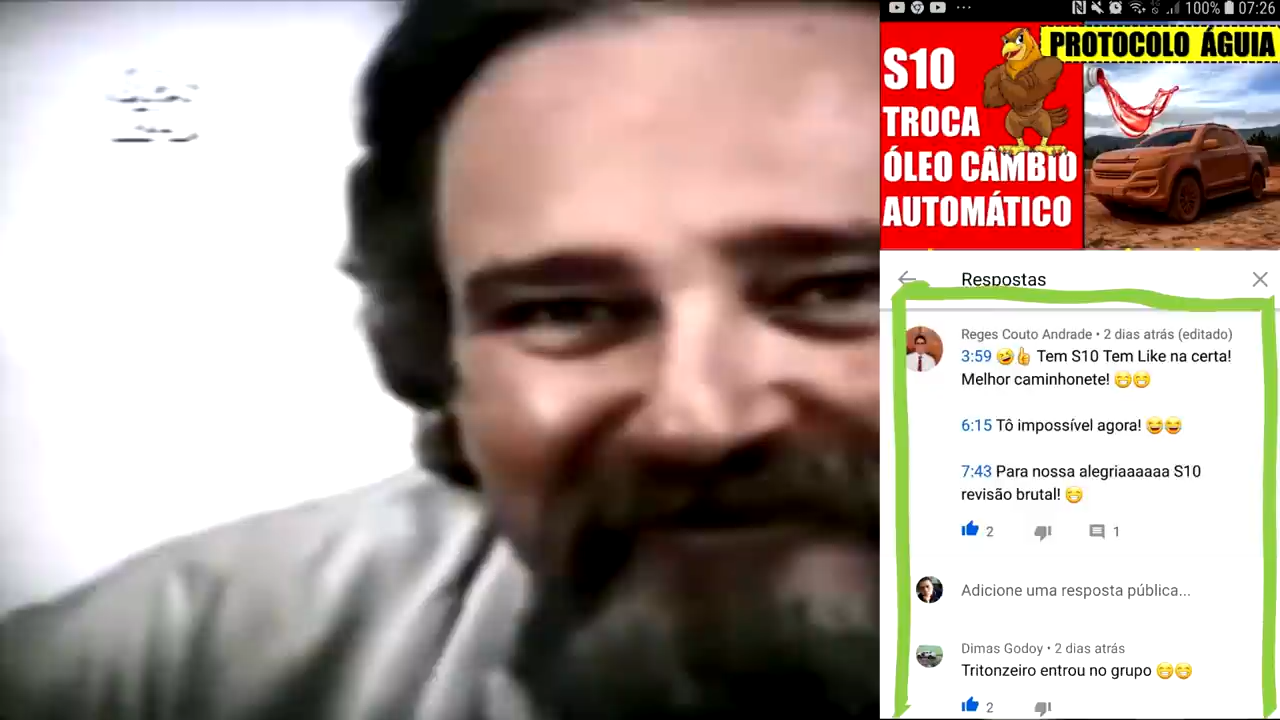 100% 07:26
PROTOCOLO ÁGUIA
S10
TROCA
ÓLEO CÂMBIO
AUTOMÁTICO
Respostas
Reges Couto Andrade • 2 dias atrás (editado)
3:59 🤣👍 Tem S10 Tem Like na certa!
Melhor caminhonete! 😁😁
6:15 Tô impossível agora! 😂😂
7:43 Para nossa alegriaaaaaa S10
revisão brutal! 😁
2 1
Adicione uma resposta pública...
Dimas Godoy • 2 dias atrás
Tritonzeiro entrou no grupo 😁😁
2